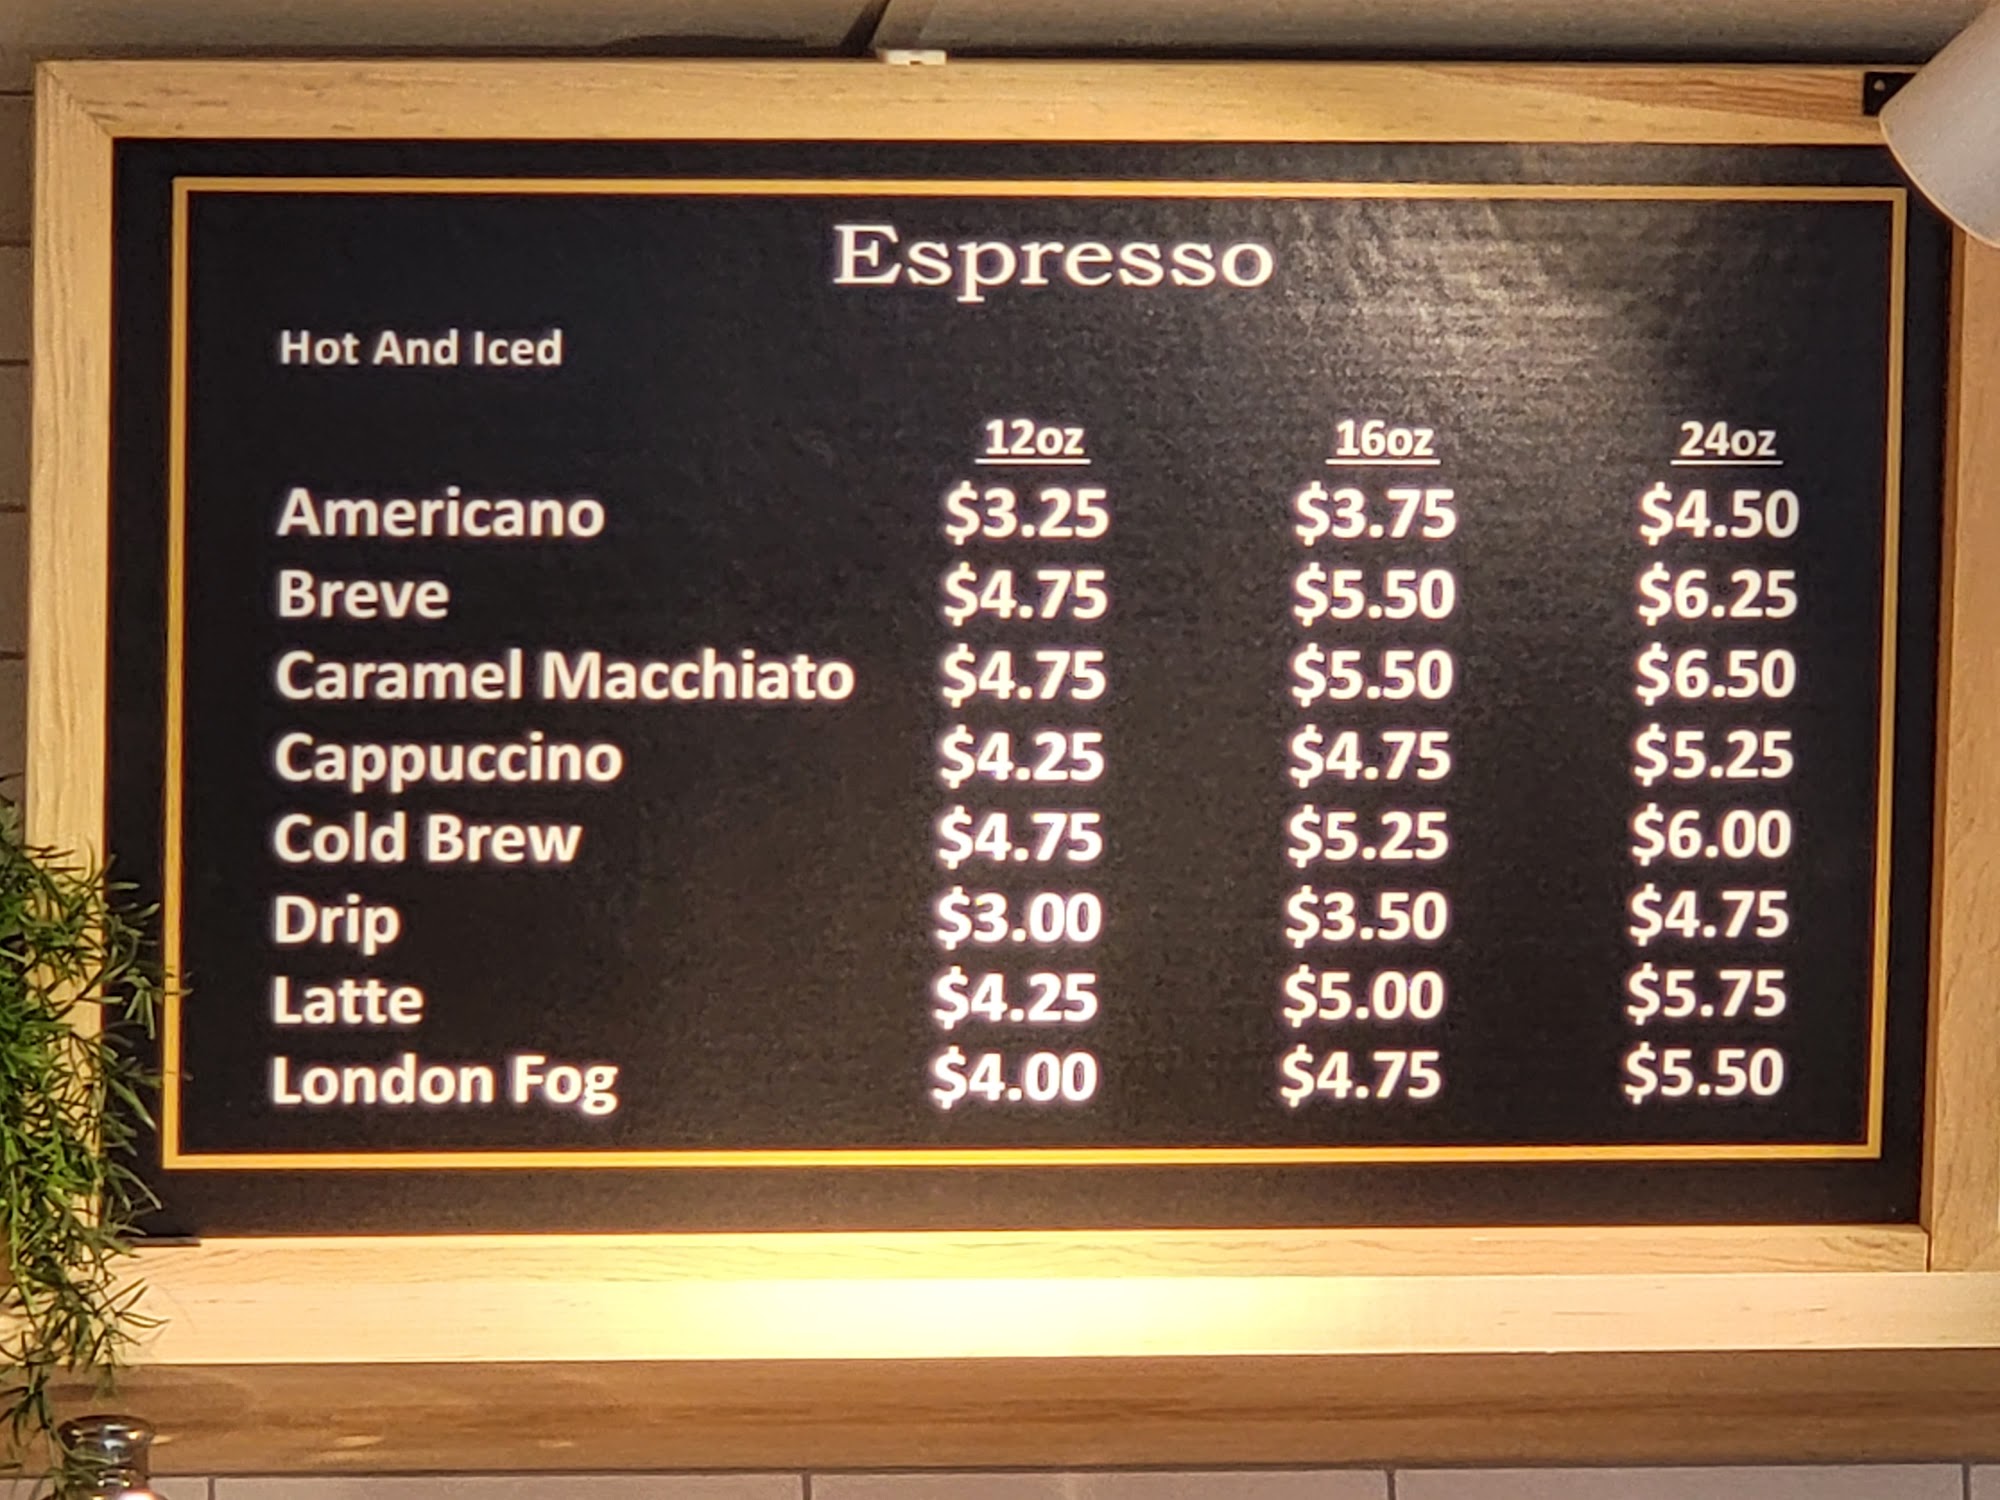 Espresso
Hot And Iced
12oz 16oz 24oz
Americano $3.25 $3.75 $4.50
Breve $4.75 $5.50 $6.25
Caramel Macchiato $4.75 $5.50 $6.50
Cappuccino $4.25 $4.75 $5.25
Cold Brew $4.75 $5.25 $6.00
Drip $3.00 $3.50 $4.75
Latte $4.25 $5.00 $5.75
London Fog $4.00 $4.75 $5.50